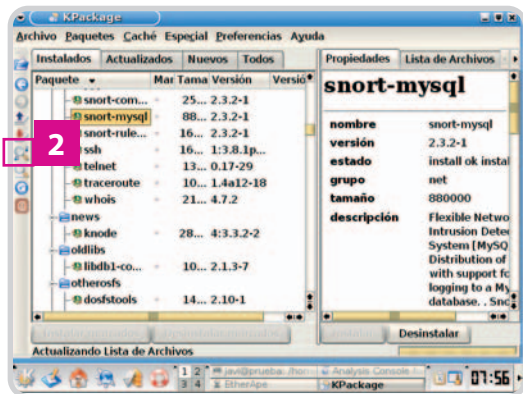 KPackage
Archivo Paquetes Caché Especial Preferencias Ayuda
Instalados Actualizados Nuevos Todos
Propiedades Lista de Archivos
Paquete Mar Tama Versión Versió
snort-com... 25... 2.3.2-1
snort-mysql 88... 2.3.2-1
snort-rule... 16... 2.3.2-1
ssh 16... 1:3.8.1p...
telnet 13... 0.17-29
traceroute 10... 1.4a12-18
whois 21... 4.7.2
news
knode 28... 4:3.3.2-2
oldlibs
libdb1-co... 10... 2.1.3-7
otherosfs
dosfstools 14... 2.10-1
2
snort-mysql
nombre snort-mysql
versión 2.3.2-1
estado install ok instal
grupo net
tamaño 880000
descripción Flexible Netwo
Intrusion Detec
System [MySQ
Distribution of
with support fo
logging to a My
database. . Sno
Desinstalar
Actualizando Lista de Archivos
1 2
3 4
javi@prueba: /hom
EtherApe
Analysis Console
KPackage
07:56